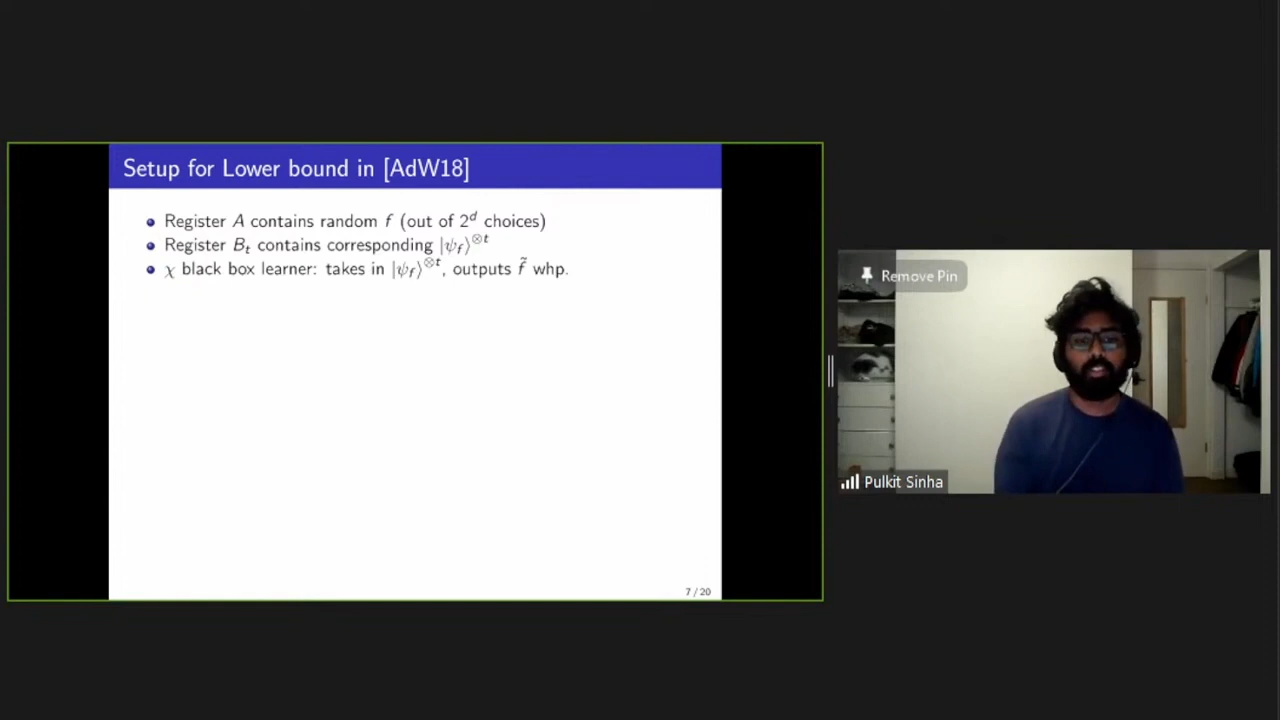 Setup for Lower bound in [AdW18]
Register A contains random f (out of 2^d choices)
Register B_t contains corresponding |ψ_f⟩^{⊗t}
χ black box learner: takes in |ψ_f⟩^{⊗t}, outputs f̃ whp.
7 / 20
Remove Pin
Pulkit Sinha